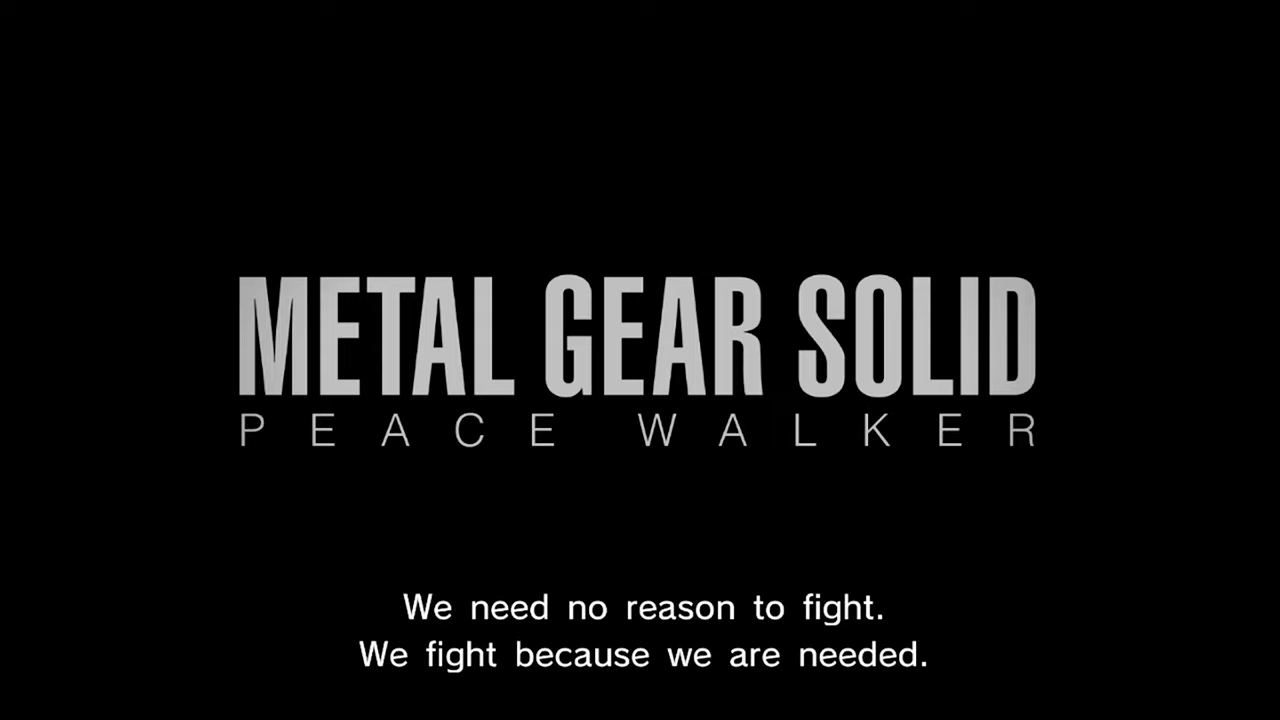 METAL GEAR SOLID
PEACE WALKER
We need no reason to fight.
We fight because we are needed.